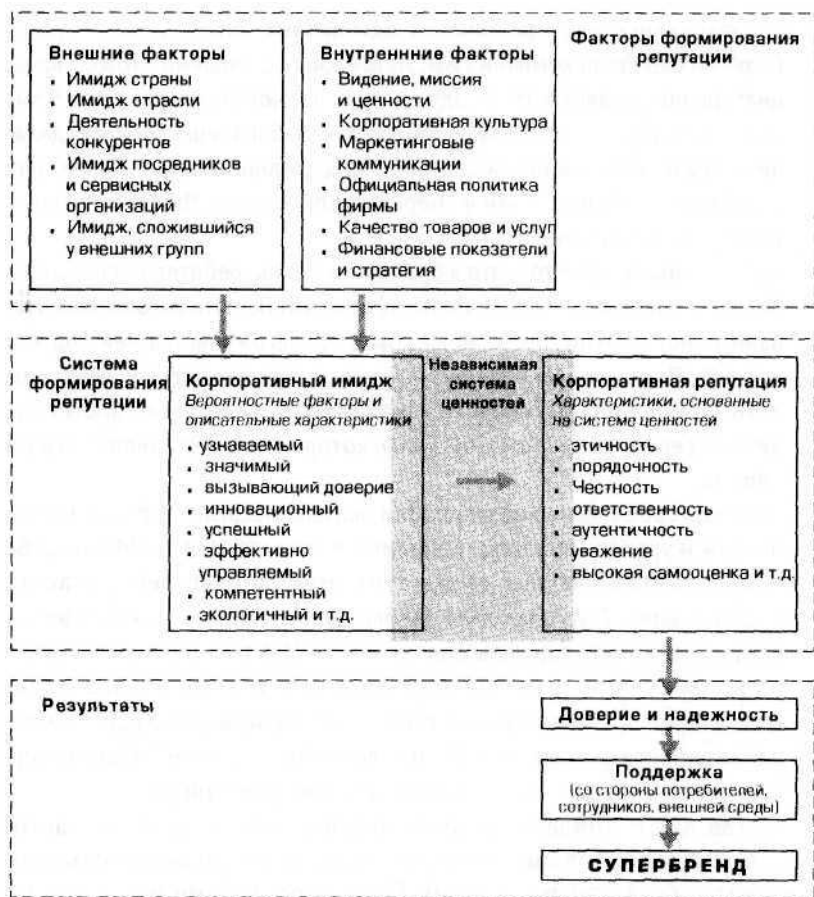 Факторы формирования
репутации
Внешние факторы
. Имидж страны
. Имидж отрасли
. Деятельность
конкурентов
. Имидж посредников
и сервисных
организаций
. Имидж, сложившийся
у внешних групп
Внутреннние факторы
. Видение, миссия
и ценности
. Корпоративная культура
. Маркетинговые
коммуникации
. Официальная политика
фирмы
. Качество товаров и услуг
. Финансовые показатели
и стратегия
Система
формирования
репутации
Корпоративный имидж
Вероятностные факторы и
описательные характеристики
. узнаваемый
. значимый
. вызывающий доверие
. инновационный
успешный
. эффективно
управляемый
. компетентный
. экологичный и т.д.
Независимая
система
ценностей
Корпоративная репутация
Характеристики, основанные
на системе ценностей
. этичность
. порядочность
. Честность
. ответственность
. аутентичность
. уважение
. высокая самооценка и т.д.
Результаты
Доверие и надежность
Поддержка
(со стороны потребителей,
сотрудников, внешней среды)
СУПЕРБРЕНД